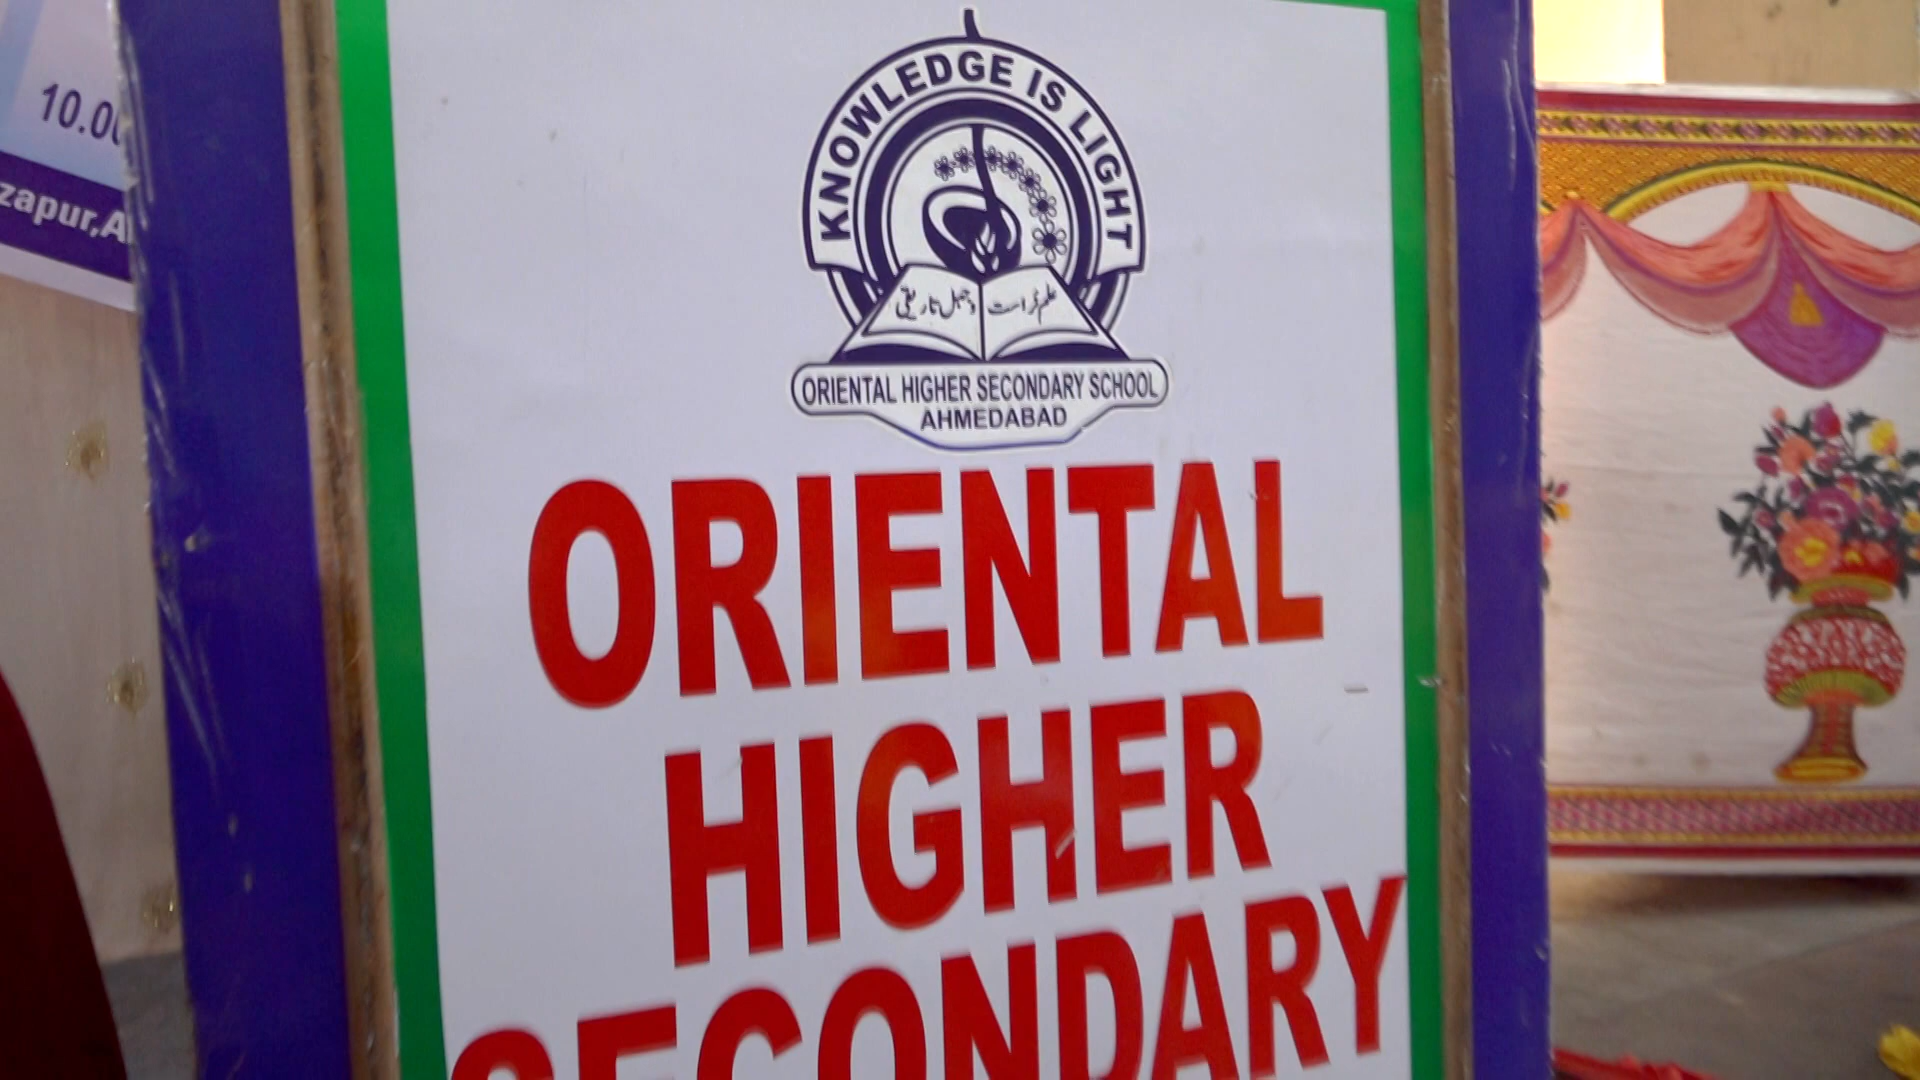 10.0
zapur,A
KNOWLEDGE IS LIGHT
ORIENTAL HIGHER SECONDARY SCHOOL
AHMEDABAD
ORIENTAL
HIGHER
SECONDARY